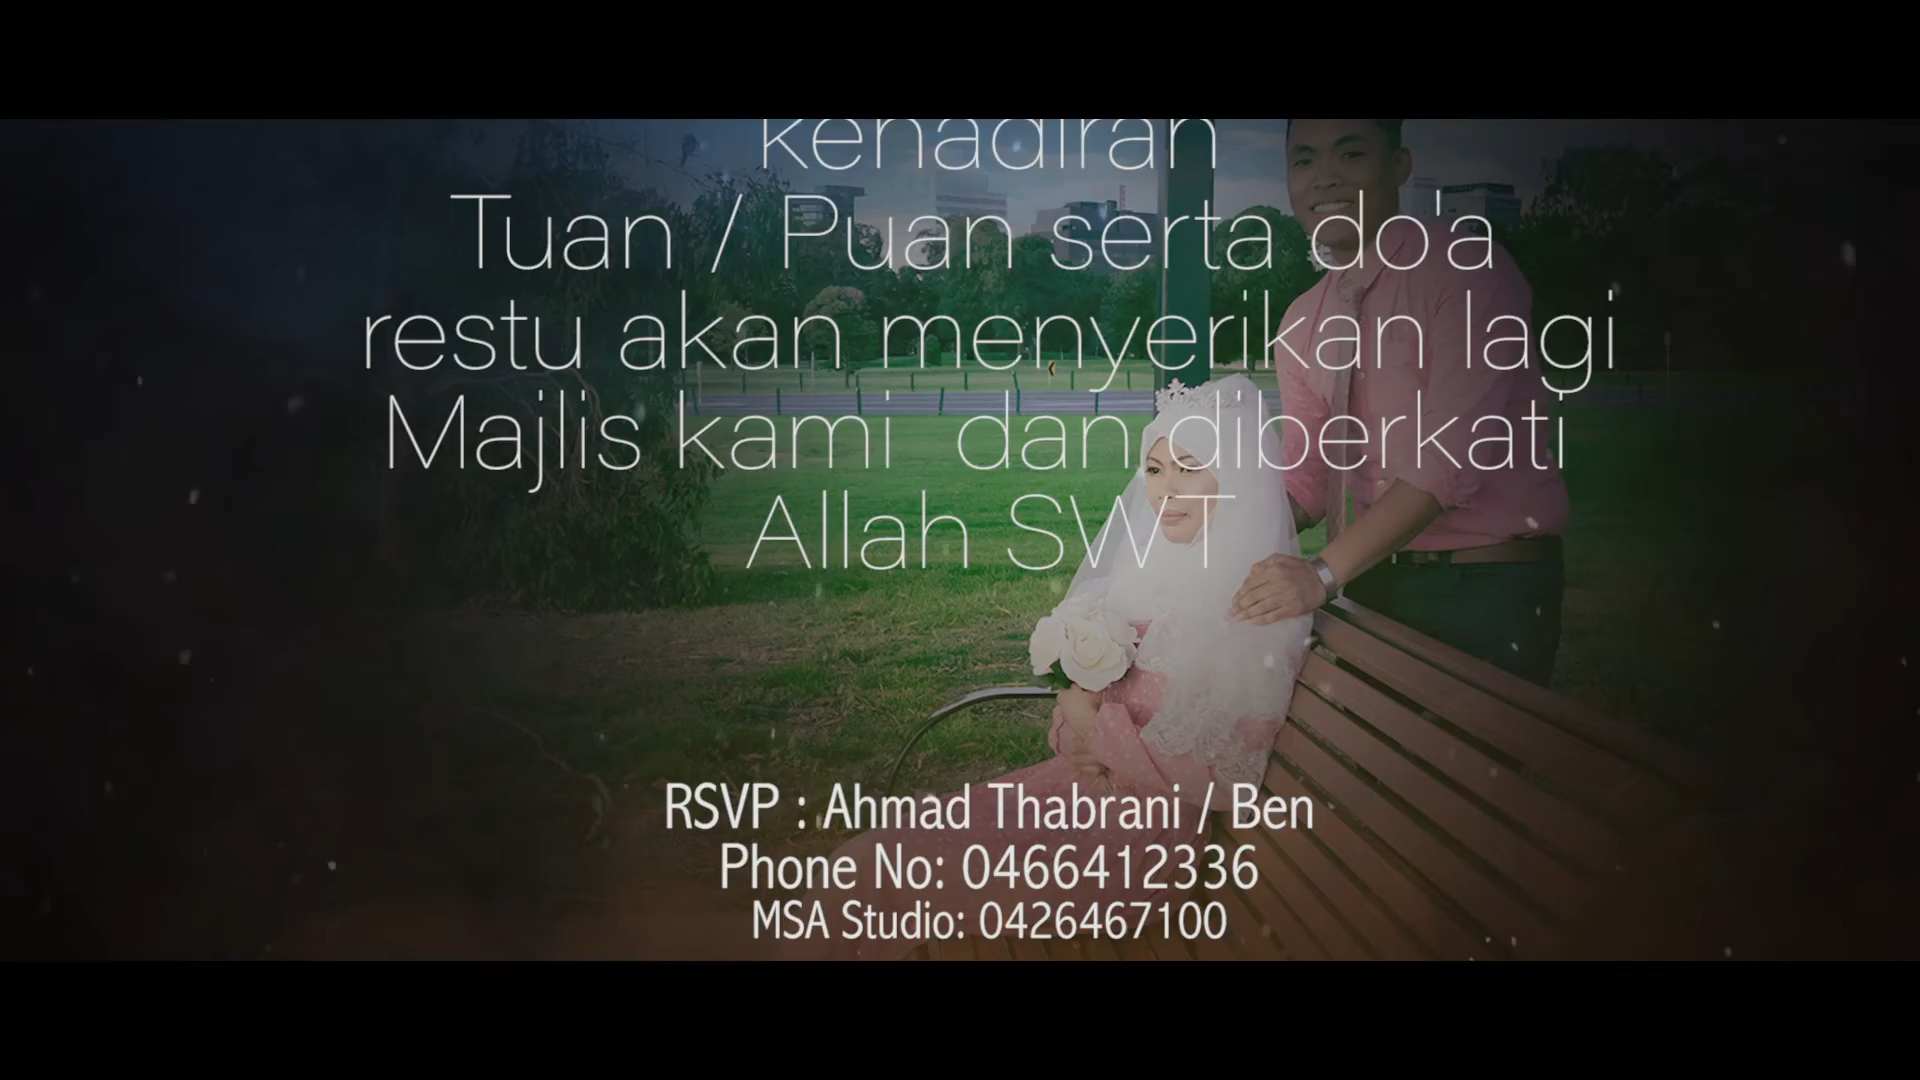 kehadiran
Tuan / Puan serta do'a
restu akan menyerikan lagi
Majlis kami  dan diberkati
Allah SWT
RSVP : Ahmad Thabrani / Ben
Phone No: 0466412336
MSA Studio: 0426467100